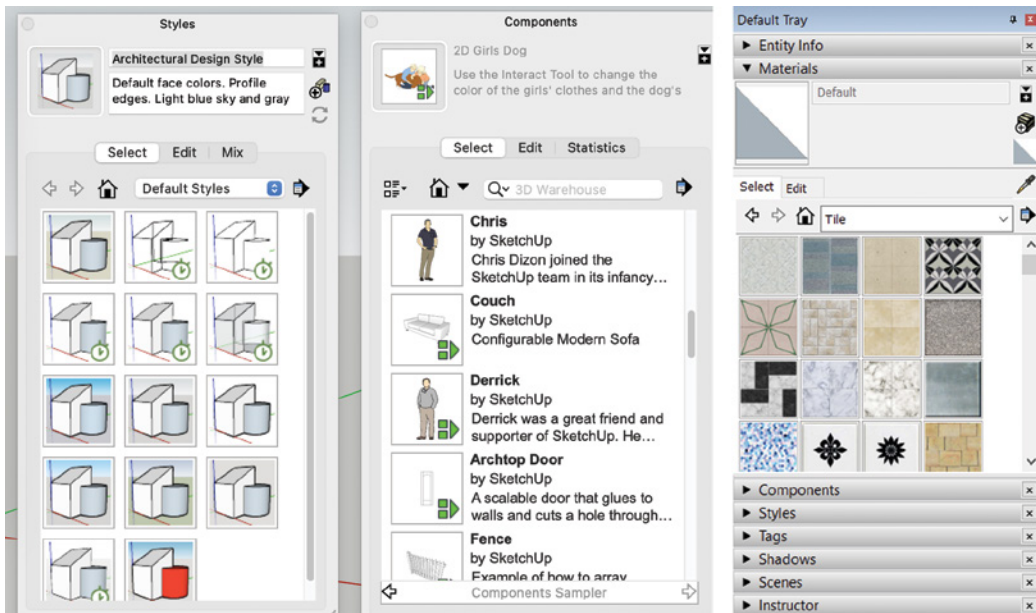 Styles
Architectural Design Style
Default face colors. Profile
edges. Light blue sky and gray
Select Edit Mix
Default Styles
Components
2D Girls Dog
Use the Interact Tool to change the
color of the girls' clothes and the dog's
Select Edit Statistics
3D Warehouse
Chris
by SketchUp
Chris Dizon joined the
SketchUp team in its infancy...
Couch
by SketchUp
Configurable Modern Sofa
Derrick
by SketchUp
Derrick was a great friend and
supporter of SketchUp. He...
Archtop Door
by SketchUp
A scalable door that glues to
walls and cuts a hole through...
Fence
by SketchUp
Example of how to array
Components Sampler
Default Tray
Entity Info
Materials
Default
Select Edit
Tile
Components
Styles
Tags
Shadows
Scenes
Instructor